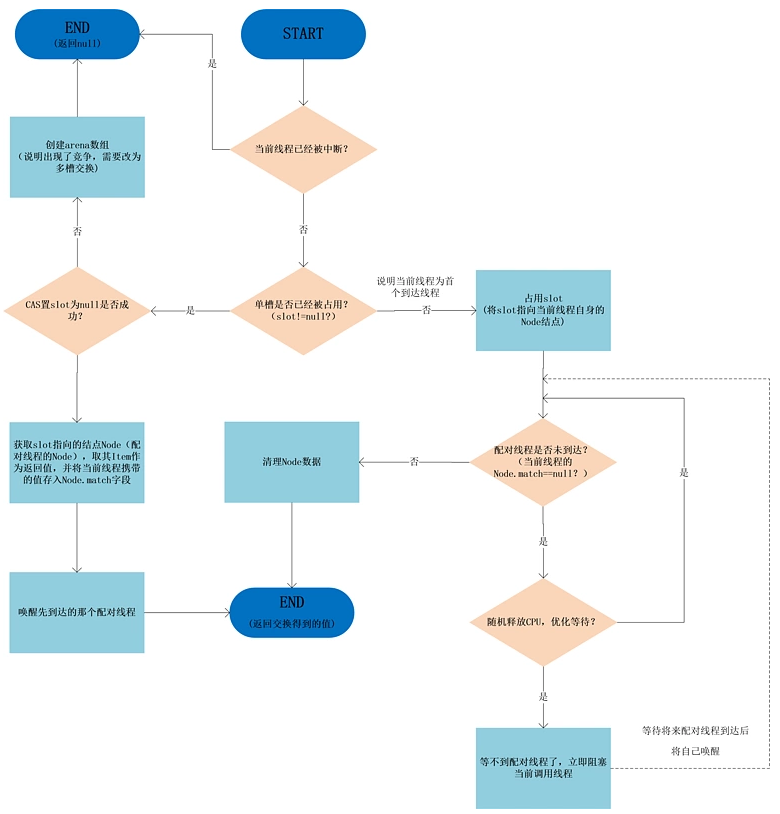 END
(返回null)
START
是
创建arena数组
(说明出现了竞争，需要改为
多槽交换)
当前线程已经被中断?
否
否
CAS置slot为null是否成
功?
是
单槽是否已经被占用?
(slot!=null?)
说明当前线程为首
个到达线程
否
占用slot
(将slot指向当前线程自身的
Node结点)
获取slot指向的结点Node（配
对线程的Node），取其Item作
为返回值，并将当前线程携带
的值存入Node.match字段
清理Node数据
否
配对线程是否未到达?
(当前线程的
Node.match==null? )
是
是
唤醒先到达的那个配对线程
END
(返回交换得到的值)
随机释放CPU，优化等待?
是
等不到配对线程了，立即阻塞
当前调用线程
等待将来配对线程到达后
将自己唤醒